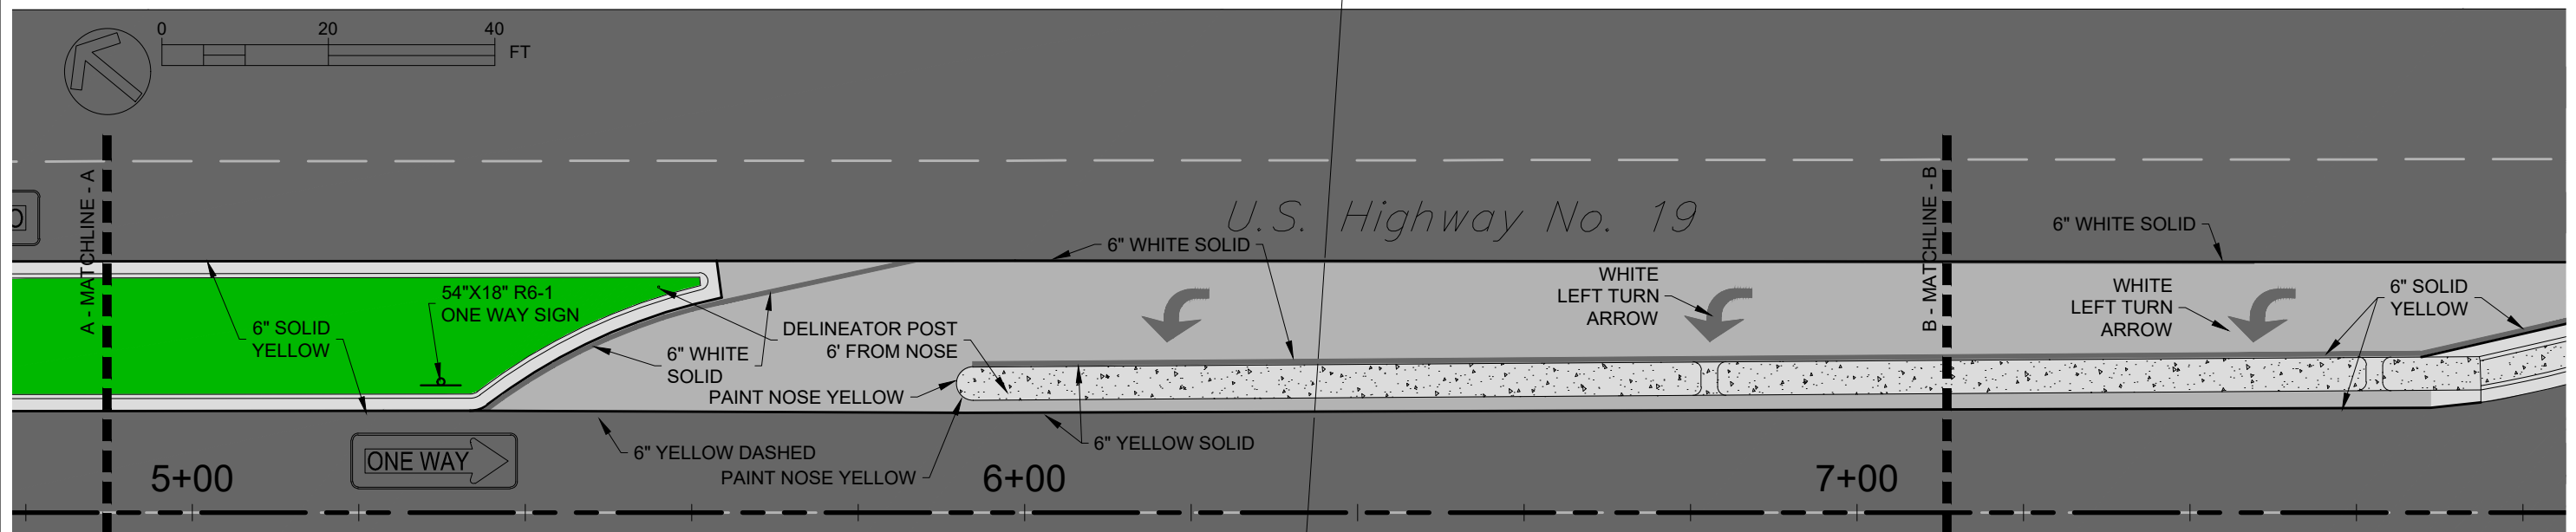 0 20 40
FT
A - MATCHLINE - A
U.S. Highway No. 19
6" WHITE SOLID
B - MATCHLINE - B
6" WHITE SOLID
54"X18" R6-1
ONE WAY SIGN
6" SOLID
YELLOW
DELINEATOR POST
6' FROM NOSE
6" WHITE
SOLID
PAINT NOSE YELLOW
WHITE
LEFT TURN
ARROW
WHITE
LEFT TURN
ARROW
6" SOLID
YELLOW
ONE WAY
6" YELLOW DASHED
PAINT NOSE YELLOW
6" YELLOW SOLID
5+00
6+00
7+00